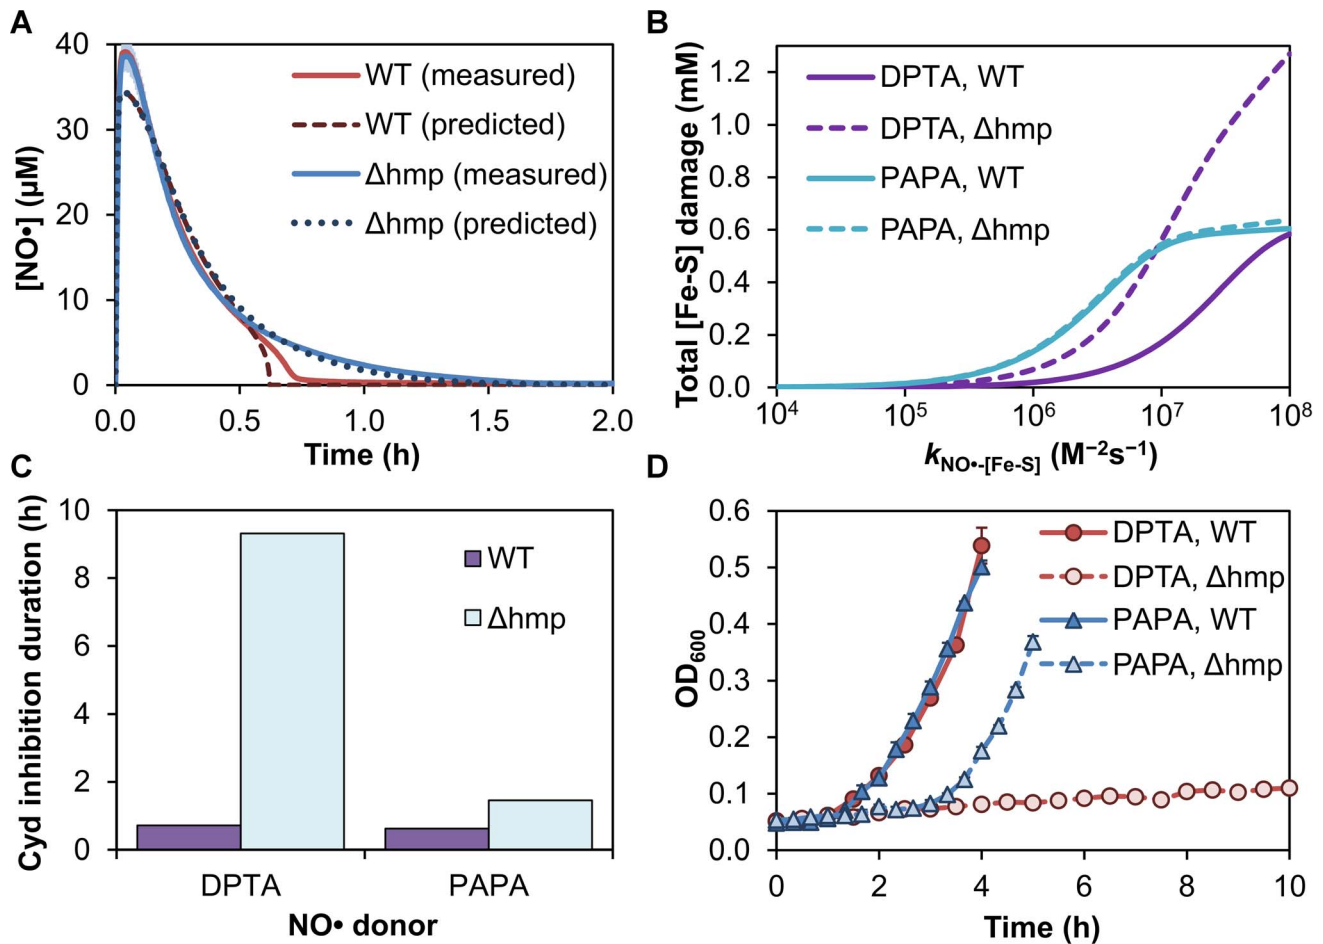 A
[NO•] (µM)
40
30
20
10
0
WT (measured)
WT (predicted)
Δhmp (measured)
Δhmp (predicted)
0.0 0.5 1.0 1.5 2.0
Time (h)
B
Total [Fe-S] damage (mM)
1.2
1.0
0.8
0.6
0.4
0.2
0.0
DPTA, WT
DPTA, Δhmp
PAPA, WT
PAPA, Δhmp
10⁴ 10⁵ 10⁶ 10⁷ 10⁸
kNO•-[Fe-S] (M⁻²s⁻¹)
C
Cyd inhibition duration (h)
10
8
6
4
2
0
WT
Δhmp
DPTA PAPA
NO• donor
D
OD600
0.6
0.5
0.4
0.3
0.2
0.1
0.0
DPTA, WT
DPTA, Δhmp
PAPA, WT
PAPA, Δhmp
0 2 4 6 8 10
Time (h)